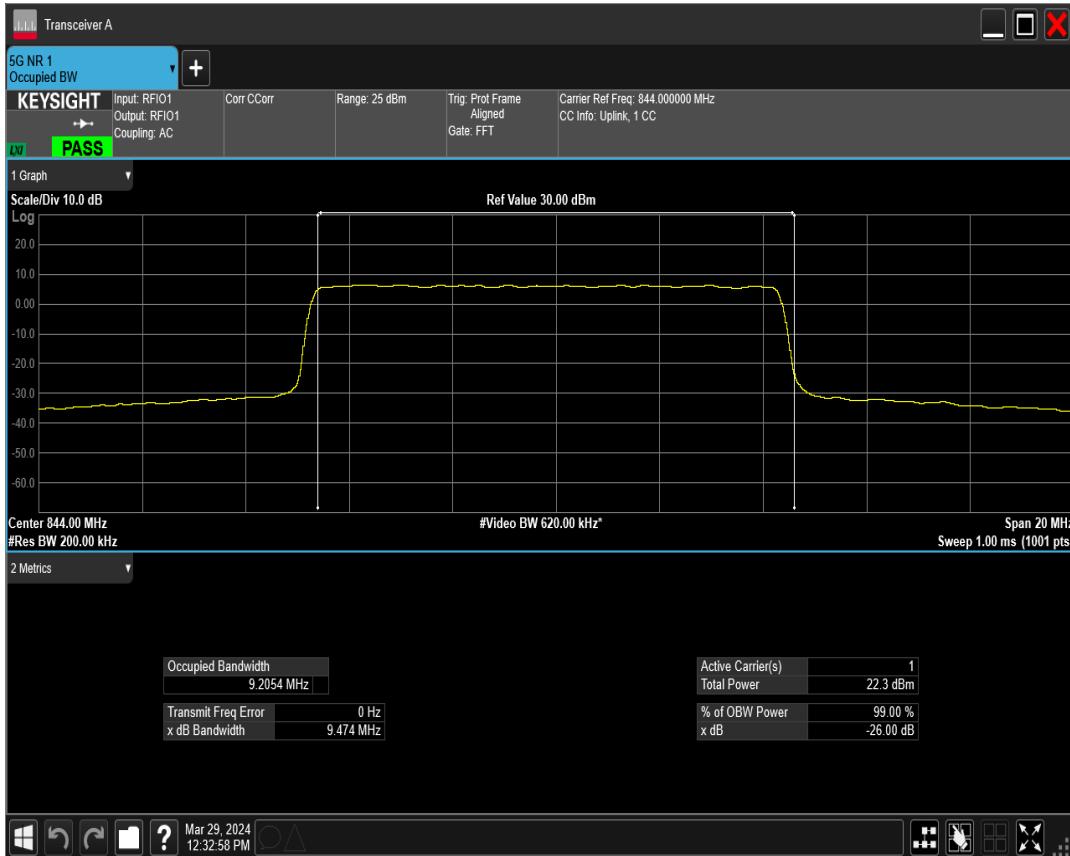 Transceiver A
5G NR 1
Occupied BW
KEYSIGHT
LXI
PASS
Input: RFIO1
Output: RFIO1
Coupling: AC
Corr CCorr
Range: 25 dBm
Trig: Prot Frame
Aligned
Gate: FFT
Carrier Ref Freq: 844.000000 MHz
CC Info: Uplink, 1 CC
1 Graph
Scale/Div 10.0 dB
Ref Value 30.00 dBm
Log
20.0
10.0
0.00
-10.0
-20.0
-30.0
-40.0
-50.0
-60.0
Center 844.00 MHz
#Video BW 620.00 kHz*
Span 20 MHz
#Res BW 200.00 kHz
Sweep 1.00 ms (1001 pts
2 Metrics
Occupied Bandwidth
9.2054 MHz
Transmit Freq Error 0 Hz
x dB Bandwidth 9.474 MHz
Active Carrier(s) 1
Total Power 22.3 dBm
% of OBW Power 99.00 %
x dB -26.00 dB
?
Mar 29, 2024
12:32:58 PM